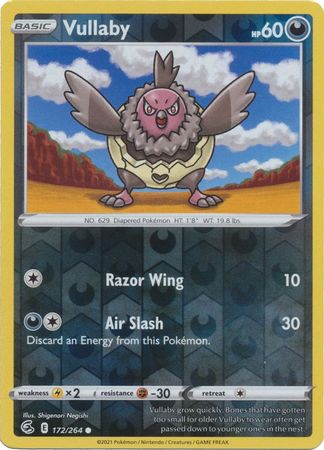 BASIC
Vullaby
HP60
NO. 629 Diapered Pokémon HT: 1'8" WT: 19.8 lbs.
Razor Wing 10
Air Slash 30
Discard an Energy from this Pokémon.
weakness ×2 resistance -30 retreat
Illus. Shigenori Negishi
Vullaby grow quickly. Bones that have gotten
too small for older Vullaby to wear often get
passed down to younger ones in the nest.
E 172/264
©2021 Pokémon / Nintendo / Creatures / GAME FREAK